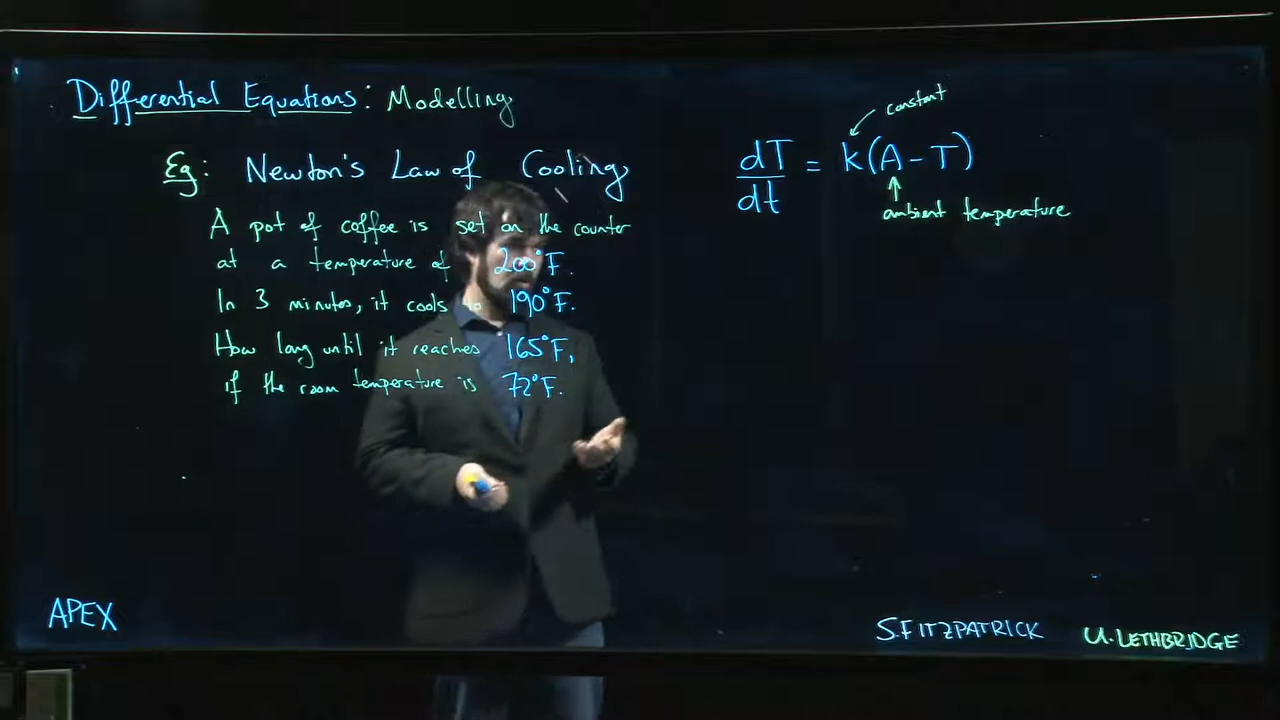 Differential Equations: Modelling
Eg: Newton's Law of Cooling
A pot of coffee is set on the counter
at a temperature of 200°F.
In 3 minutes, it cools to 190°F.
How long until it reaches 165°F,
if the room temperature is 72°F.
constant
dT/dt = k(A-T)
ambient temperature
APEX
S.FITZPATRICK
U.LETHBRIDGE